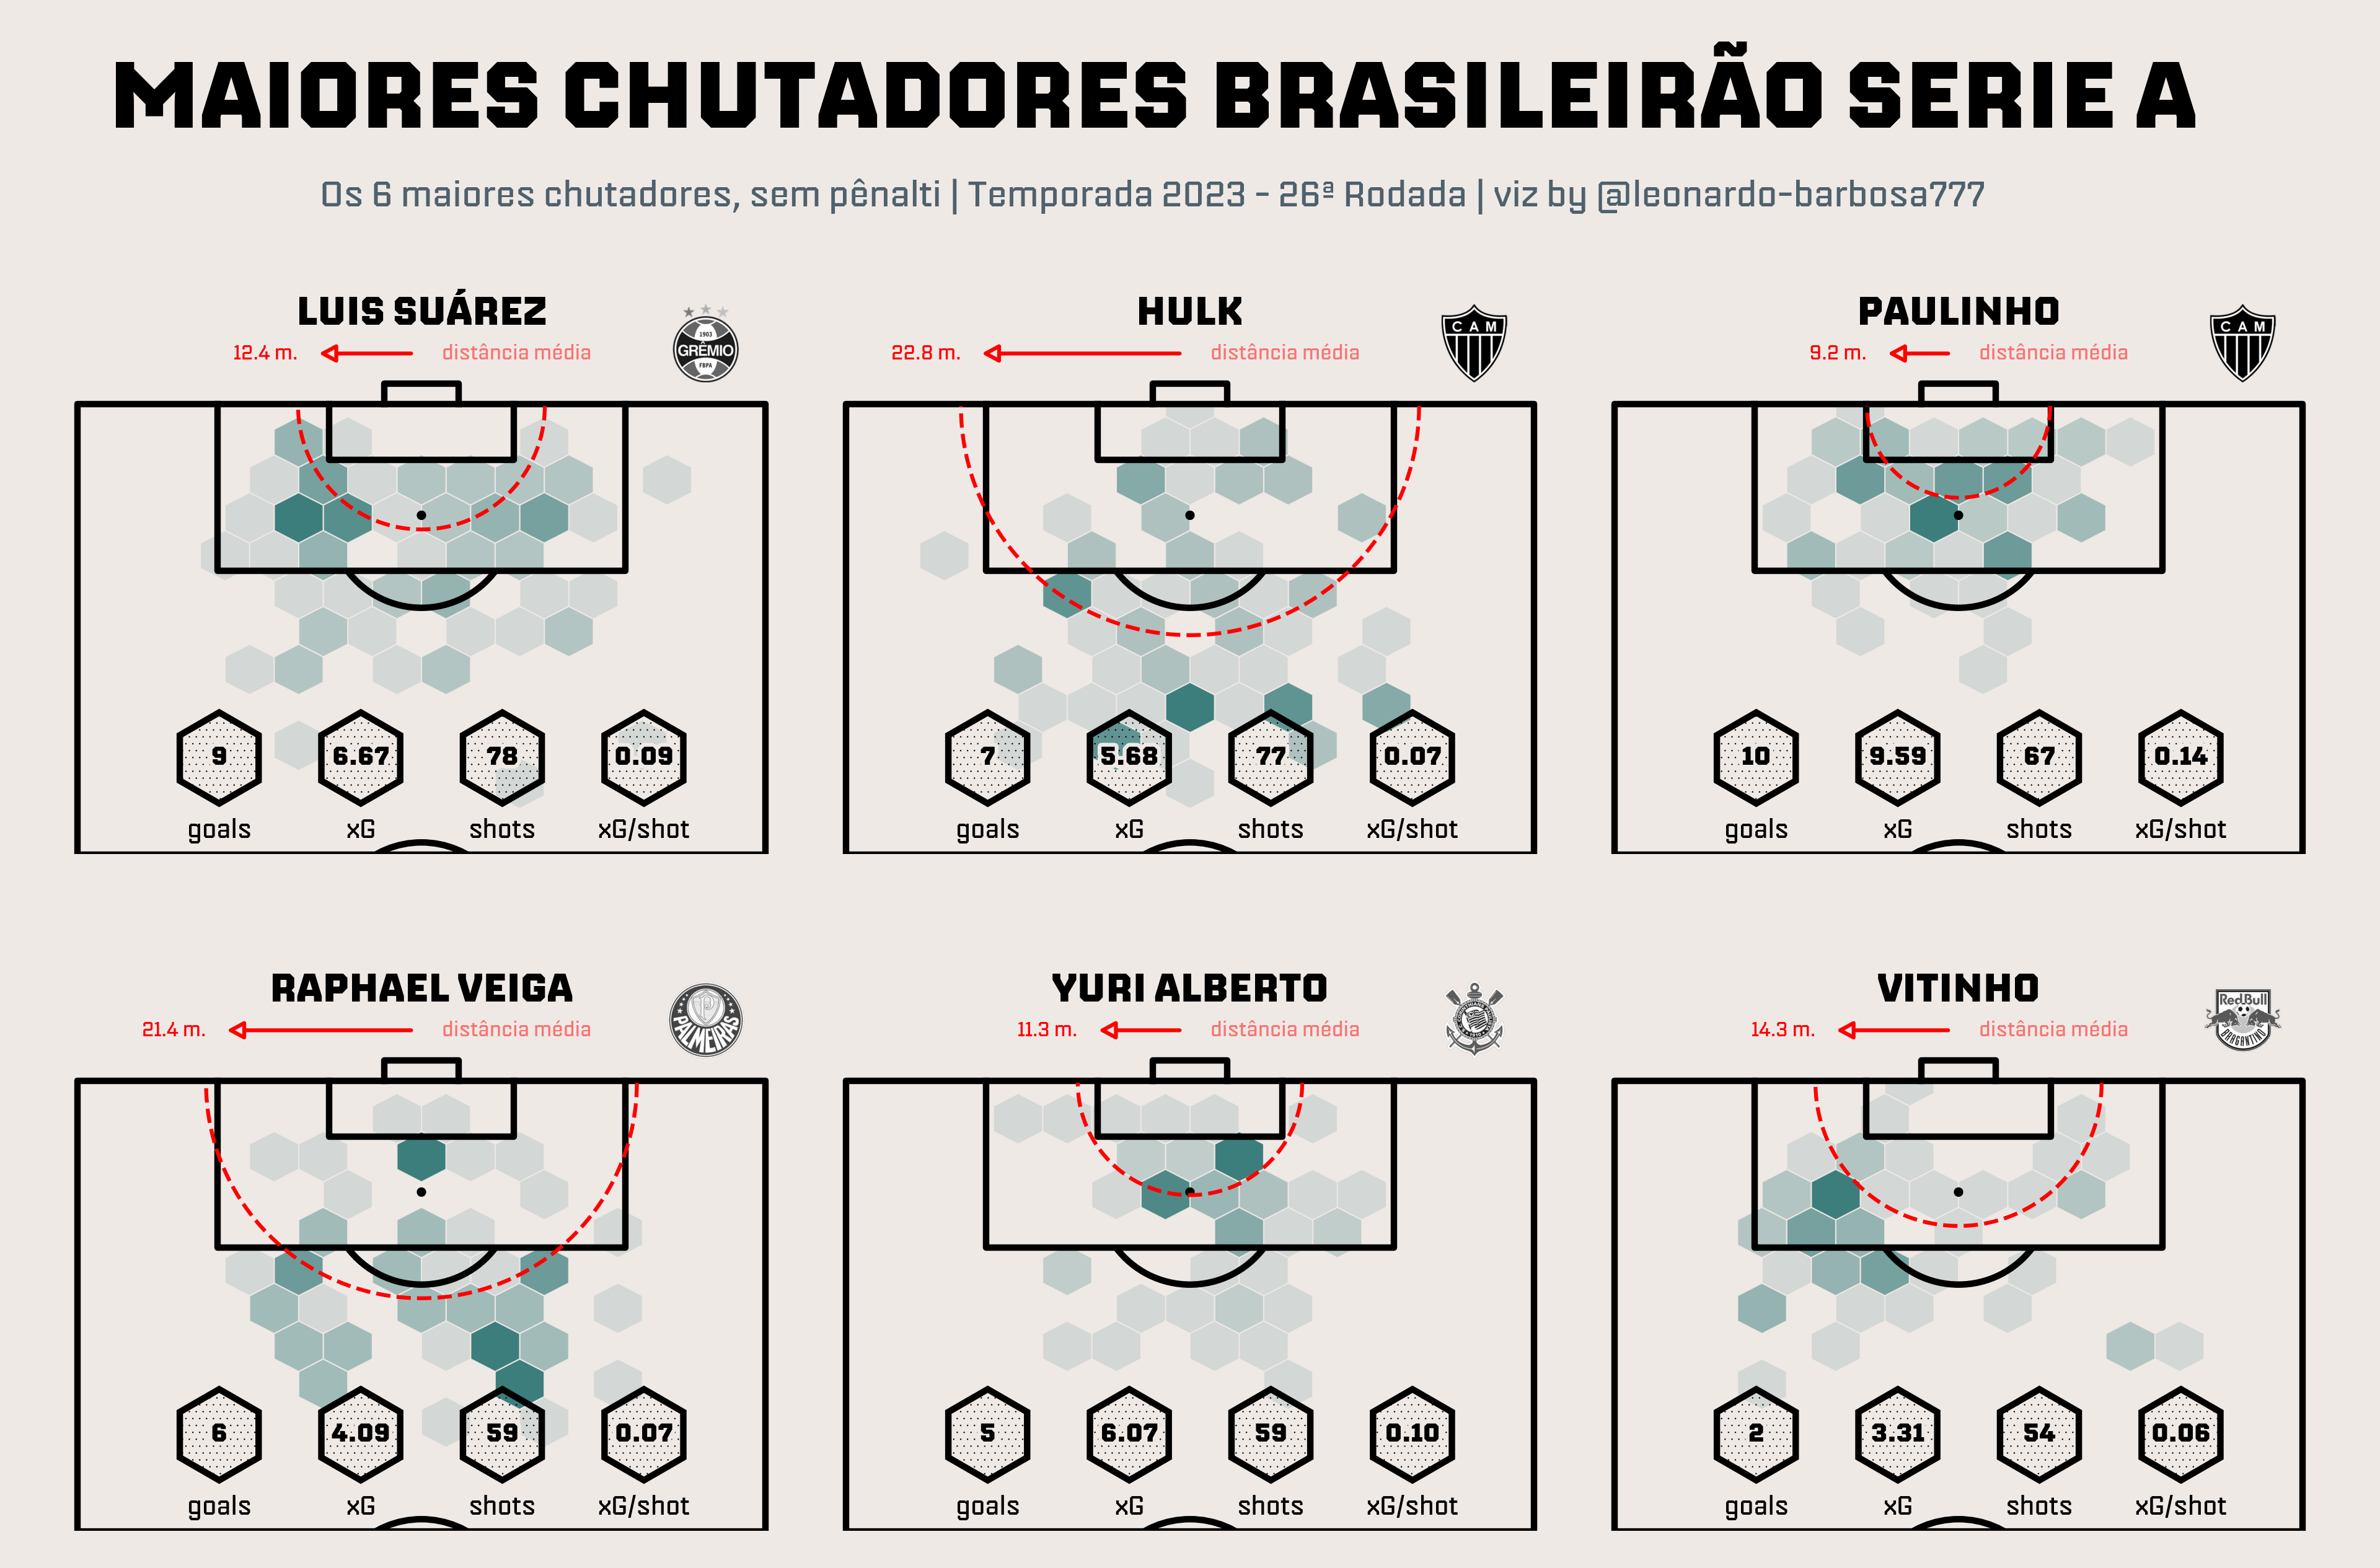 MAIORES CHUTADORES BRASILEIRÃO SERIE A
Os 6 maiores chutadores, sem pênalti | Temporada 2023 - 26ª Rodada | viz by @leonardo-barbosa777
LUIS SUÁREZ
12.4 m. distância média
1903
GRÊMIO
FBPA
9 6.67 78 0.09
goals xG shots xG/shot
HULK
22.8 m. distância média
CAM
7 5.68 77 0.07
goals xG shots xG/shot
PAULINHO
9.2 m. distância média
CAM
10 9.59 67 0.14
goals xG shots xG/shot
RAPHAEL VEIGA
21.4 m. distância média
P
PALMEIRAS
6 4.09 59 0.07
goals xG shots xG/shot
YURI ALBERTO
11.3 m. distância média
5 6.07 59 0.10
goals xG shots xG/shot
VITINHO
14.3 m. distância média
Red Bull
BRAGANTINO
2 3.31 54 0.06
goals xG shots xG/shot